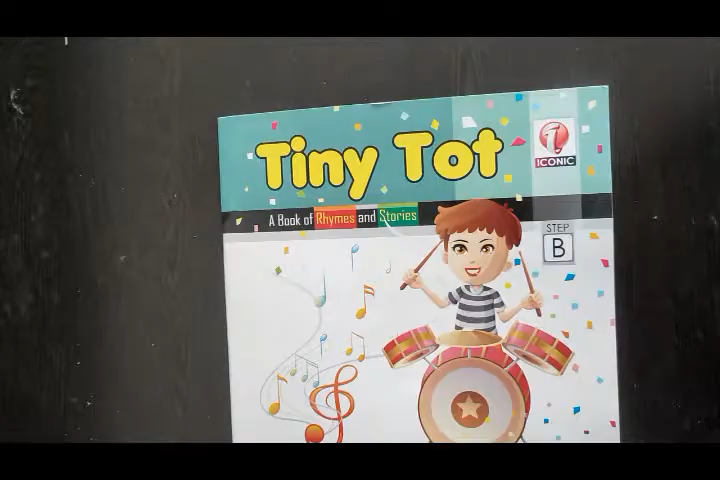 Tiny Tot
ICONIC
A Book of Rhymes and Stories
STEP
B